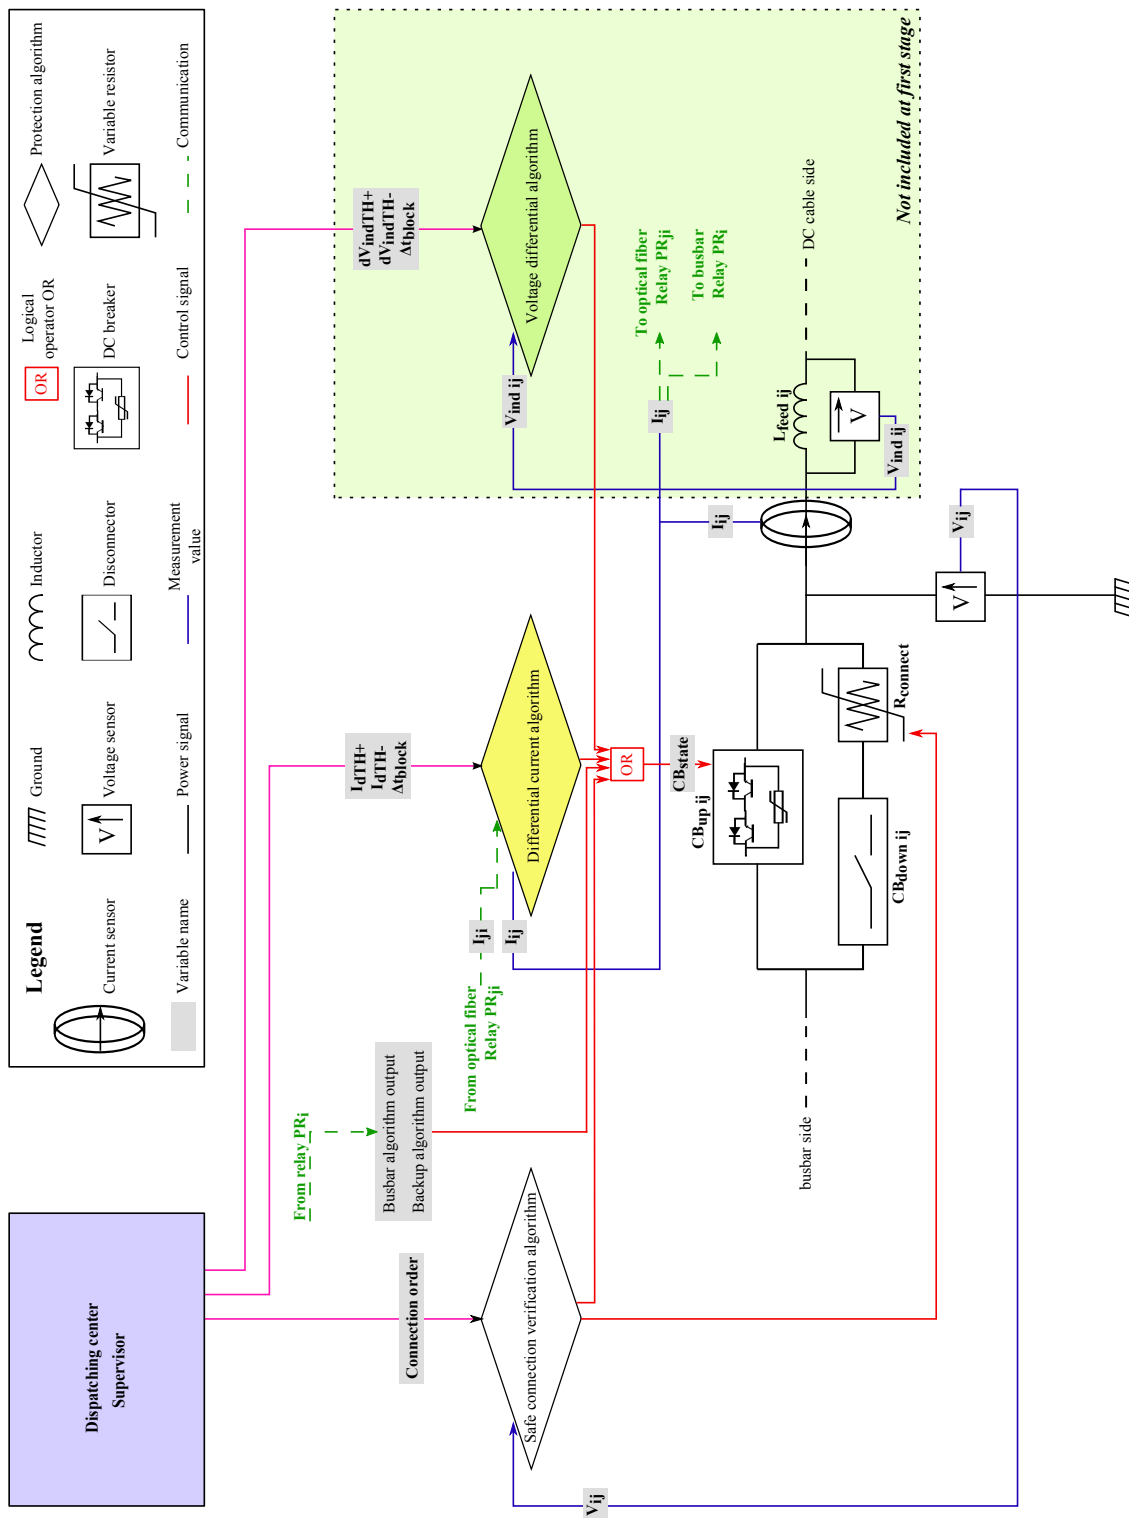 Dispatching center
Supervisor
Legend
Current sensor
Variable name
Ground
Voltage sensor
Power signal
Inductor
Disconnector
Measurement
value
OR
Logical
operator OR
DC breaker
Control signal
Protection algorithm
Variable resistor
Communication
From relay PRi
Busbar algorithm output
Backup algorithm output
Connection order
Safe connection verification algorithm
Vij
IdTH+
IdTH-
Δtblock
From optical fiber
Relay PRji
Iji
Iij
Differential current algorithm
dVindTH+
dVindTH-
Δtblock
Vind ij
Voltage differential algorithm
To optical fiber
Relay PRji
To busbar
Relay PRi
Iij
Iij
OR
CBstate
CBup ij
CBdown ij
Rconnect
busbar side
Lfeed ij
DC cable side
V
Vind ij
Vij
V
Not included at first stage
V